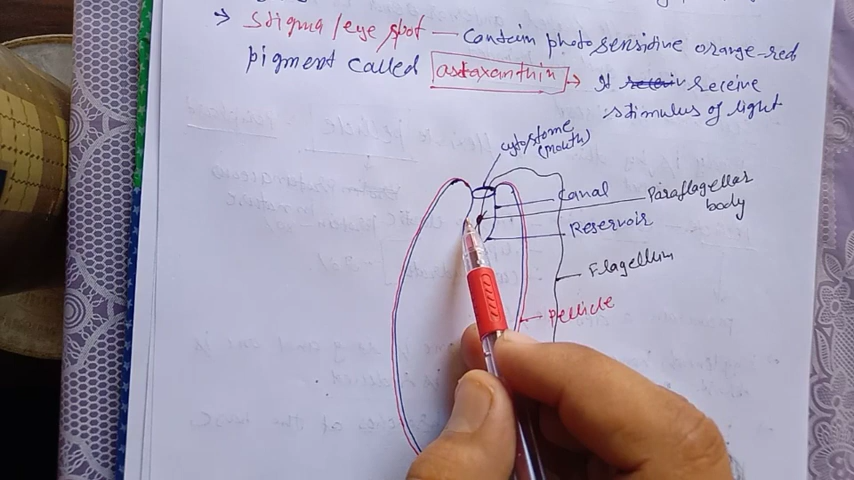 → Stigma/eye spot — Contain photosensitive orange-red
pigment called astaxanthin → It receive
stimulus of light
cytostome
(mouth)
Canal
Paraflagellar
body
Reservoir
Flagellum
pellicle